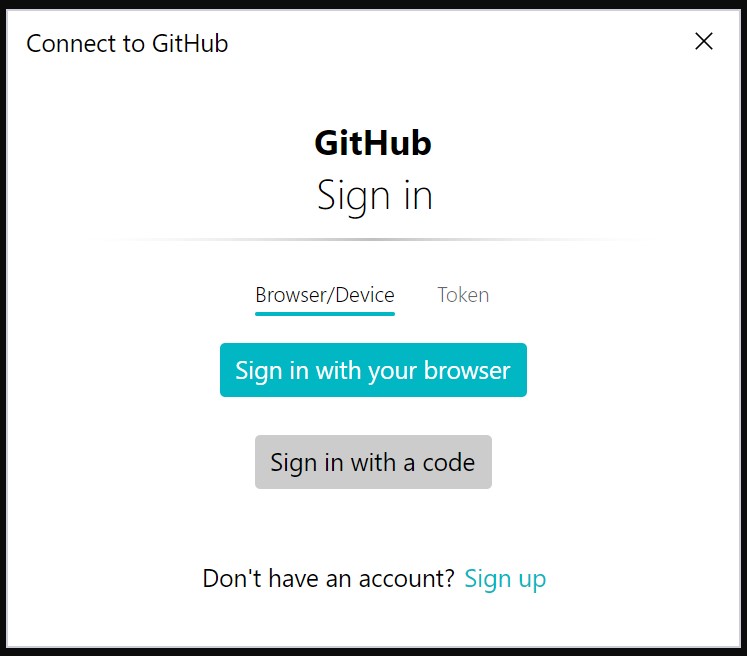 Connect to GitHub
GitHub
Sign in
Browser/Device Token
Sign in with your browser
Sign in with a code
Don't have an account? Sign up